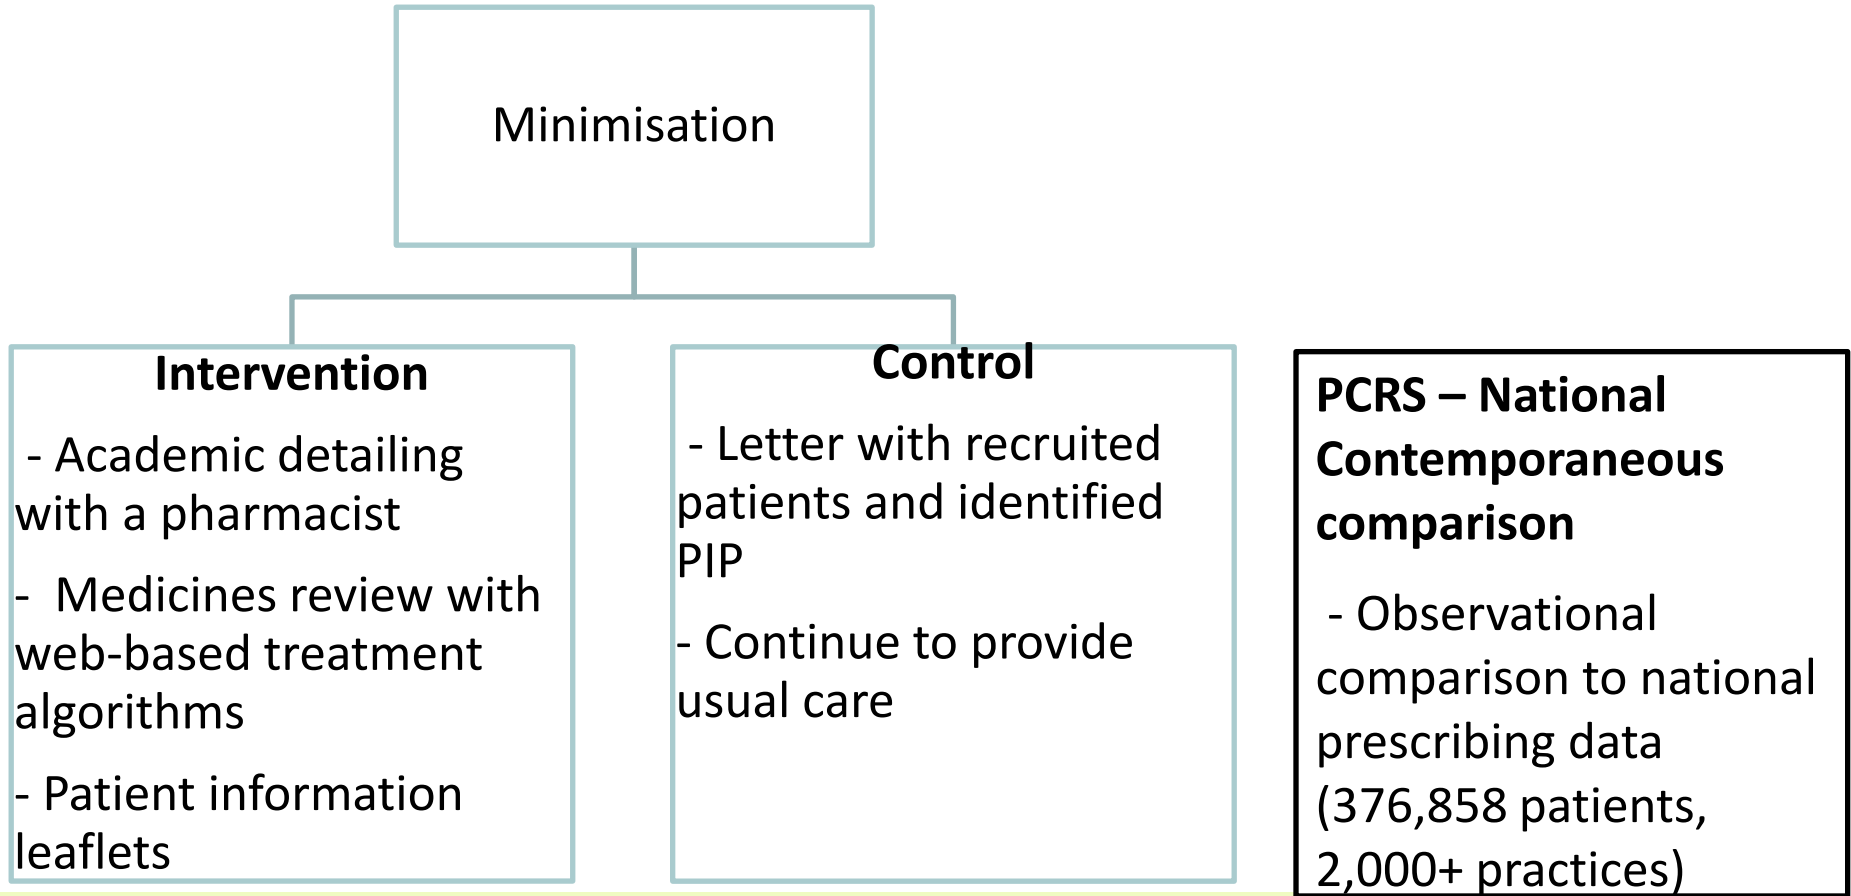 Minimisation
Intervention
- Academic detailing
with a pharmacist
- Medicines review with
web-based treatment
algorithms
- Patient information
leaflets
Control
- Letter with recruited
patients and identified
PIP
- Continue to provide
usual care
PCRS – National
Contemporaneous
comparison
- Observational
comparison to national
prescribing data
(376,858 patients,
2,000+ practices)